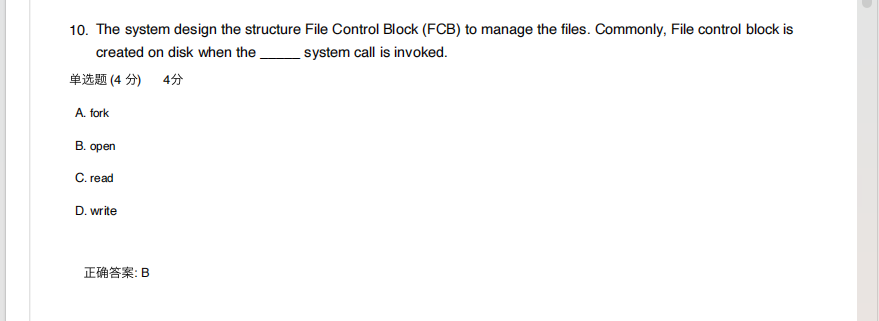 10. The system design the structure File Control Block (FCB) to manage the files. Commonly, File control block is
created on disk when the _____ system call is invoked.
单选题 (4 分) 4分
A. fork
B. open
C. read
D. write
正确答案: B